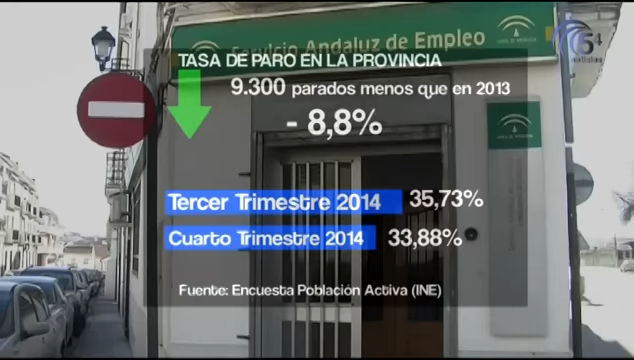 Servicio Andaluz de Empleo
54
TASA DE PARO EN LA PROVINCIA
9.300 parados menos que en 2013
- 8,8%
Tercer Trimestre 2014 35,73%
Cuarto Trimestre 2014 33,88%
Fuente: Encuesta Población Activa (INE)